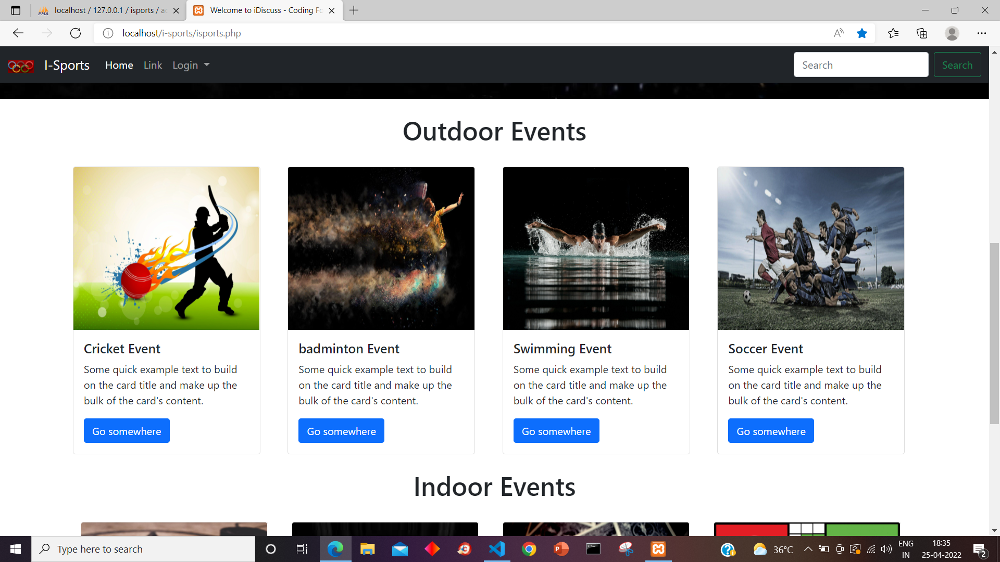 localhost / 127.0.0.1 / isports / a
Welcome to iDiscuss - Coding Fo
localhost/i-sports/isports.php
I-Sports Home Link Login Search Search
Outdoor Events
Cricket Event
Some quick example text to build
on the card title and make up the
bulk of the card's content.
Go somewhere
badminton Event
Some quick example text to build
on the card title and make up the
bulk of the card's content.
Go somewhere
Swimming Event
Some quick example text to build
on the card title and make up the
bulk of the card's content.
Go somewhere
Soccer Event
Some quick example text to build
on the card title and make up the
bulk of the card's content.
Go somewhere
Indoor Events
Type here to search
36°C
ENG
IN
18:35
25-04-2022
2